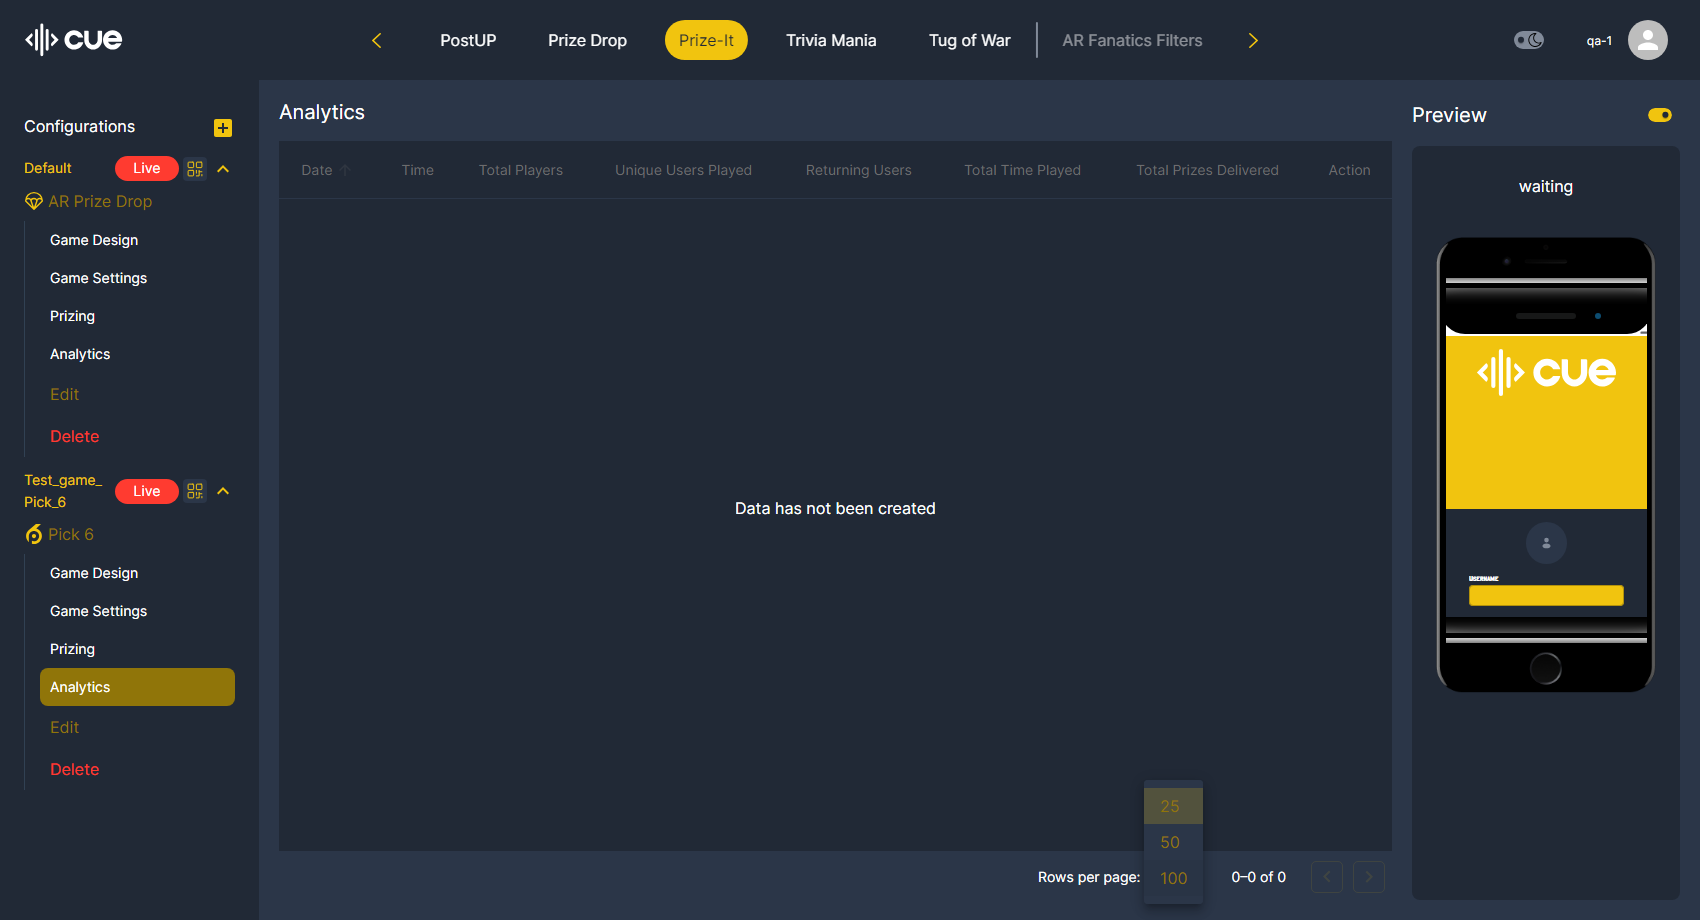 cue
PostUP
Prize Drop
Prize-It
Trivia Mania
Tug of War
AR Fanatics Filters
qa-1
Configurations
Default
Live
AR Prize Drop
Game Design
Game Settings
Prizing
Analytics
Edit
Delete
Test_game_
Pick_6
Live
Pick 6
Game Design
Game Settings
Prizing
Analytics
Edit
Delete
Analytics
Date
Time
Total Players
Unique Users Played
Returning Users
Total Time Played
Total Prizes Delivered
Action
Data has not been created
25
50
100
Rows per page:
0–0 of 0
Preview
waiting
cue
USERNAME